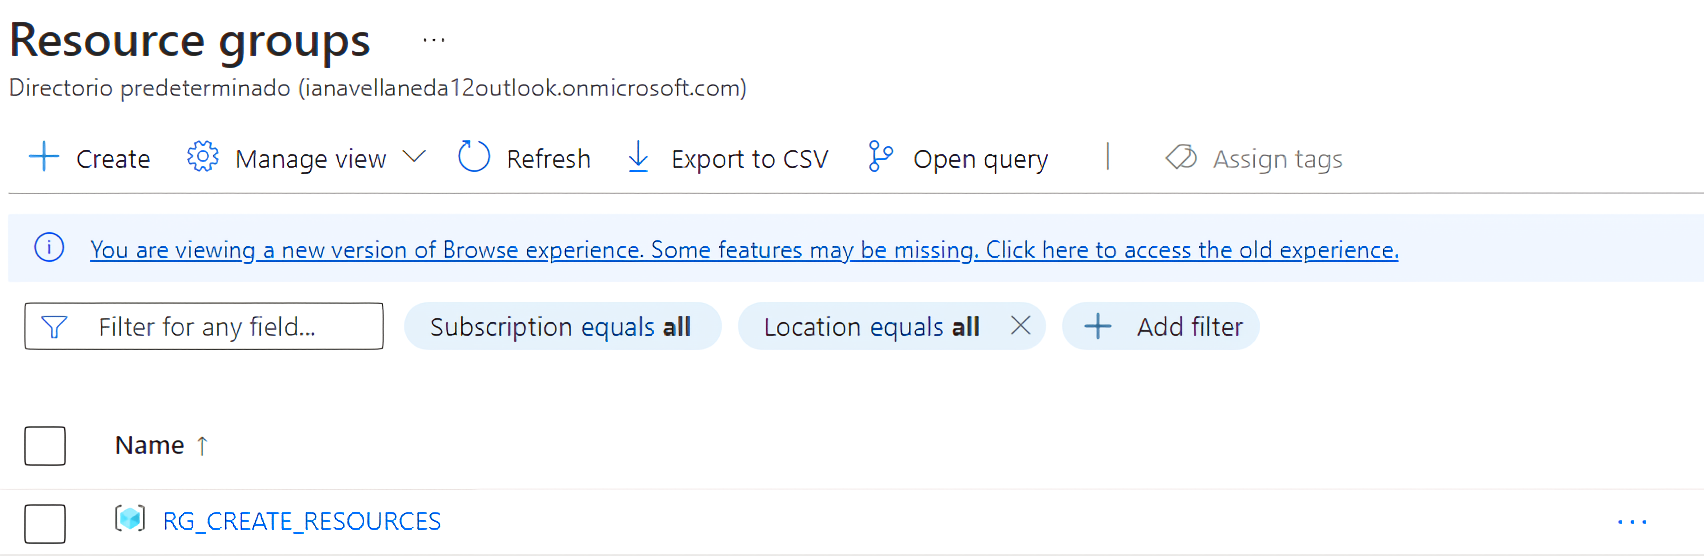 Resource groups ...
Directorio predeterminado (ianavellaneda12outlook.onmicrosoft.com)
Create Manage view Refresh Export to CSV Open query | Assign tags
You are viewing a new version of Browse experience. Some features may be missing. Click here to access the old experience.
Filter for any field... Subscription equals all Location equals all Add filter
Name ↑
RG_CREATE_RESOURCES ...